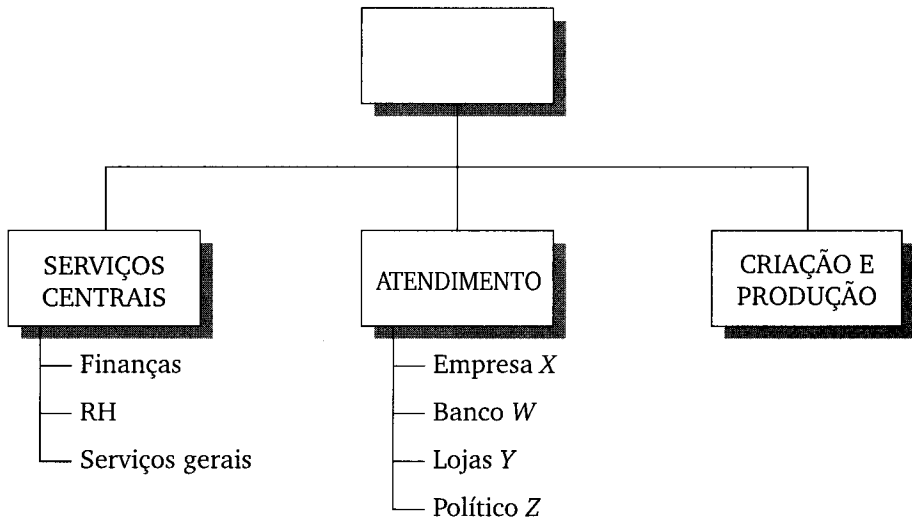 SERVIÇOS
CENTRAIS
Finanças
RH
Serviços gerais
ATENDIMENTO
Empresa X
Banco W
Lojas Y
Político Z
CRIAÇÃO E
PRODUÇÃO